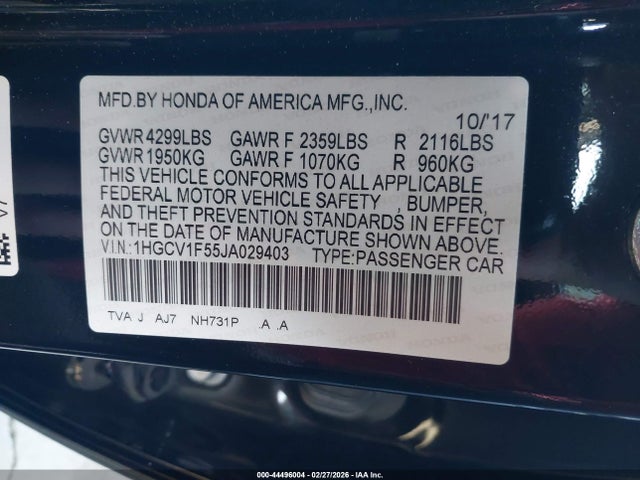 MFD.BY HONDA OF AMERICA MFG.,INC.
10/'17
GVWR 4299LBS GAWR F 2359LBS R 2116LBS
GVWR 1950KG GAWR F 1070KG R 960KG
THIS VEHICLE CONFORMS TO ALL APPLICABLE
FEDERAL MOTOR VEHICLE SAFETY , BUMPER,
AND THEFT PREVENTION STANDARDS IN EFFECT
ON THE DATE OF MANUFACTURE SHOWN ABOVE.
V.I.N.:1HGCV1F55JA029403 TYPE:PASSENGER CAR
TVA J AJ7 NH731P .A .A
V7
000-44496004 - 02/27/2026 - IAA Inc.